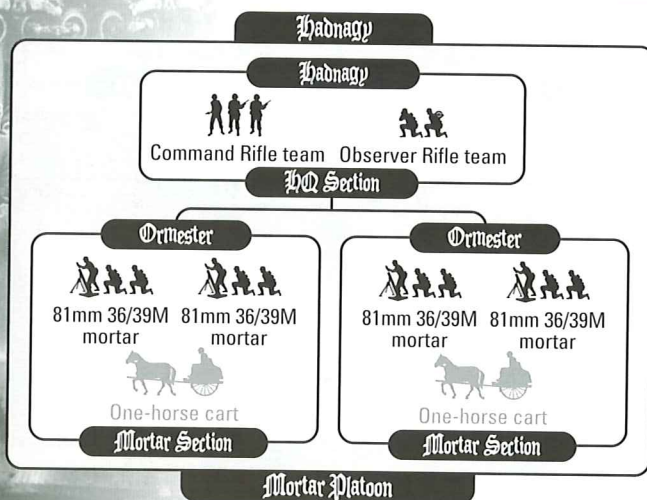 Hadnagy
Hadnagy
Command Rifle team Observer Rifle team
HQ Section
Ormester
81mm 36/39M 81mm 36/39M
mortar mortar
One-horse cart
Mortar Section
Ormester
81mm 36/39M 81mm 36/39M
mortar mortar
One-horse cart
Mortar Section
Mortar Platoon